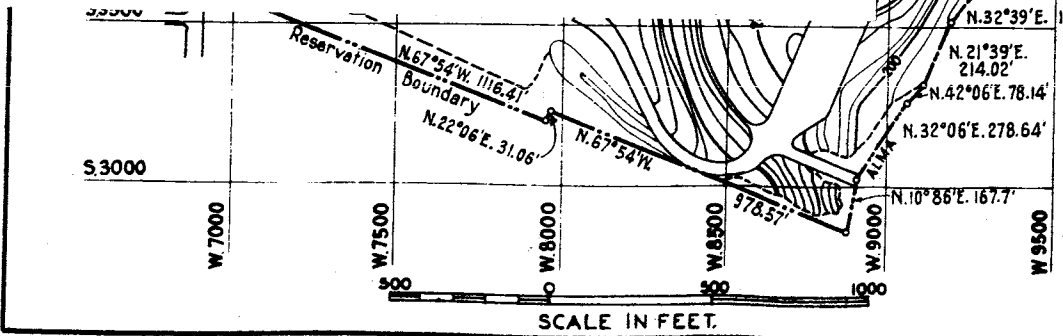 S.3500
N.32°39'E. 1
N.21°39'E.
214.02'
N.42°06'E. 78.14'
N.32°06'E. 278.64'
200
N.67°54'W. 1116.41'
Reservation Boundary
N.22°06'E. 31.06'
N.67°54'W.
978.57'
ALMA
N.10°86'E. 167.7'
S.3000
W.7000
W.7500
W.8000
W.8500
W.9000
W.9500
500 0 500 1000
SCALE IN FEET.